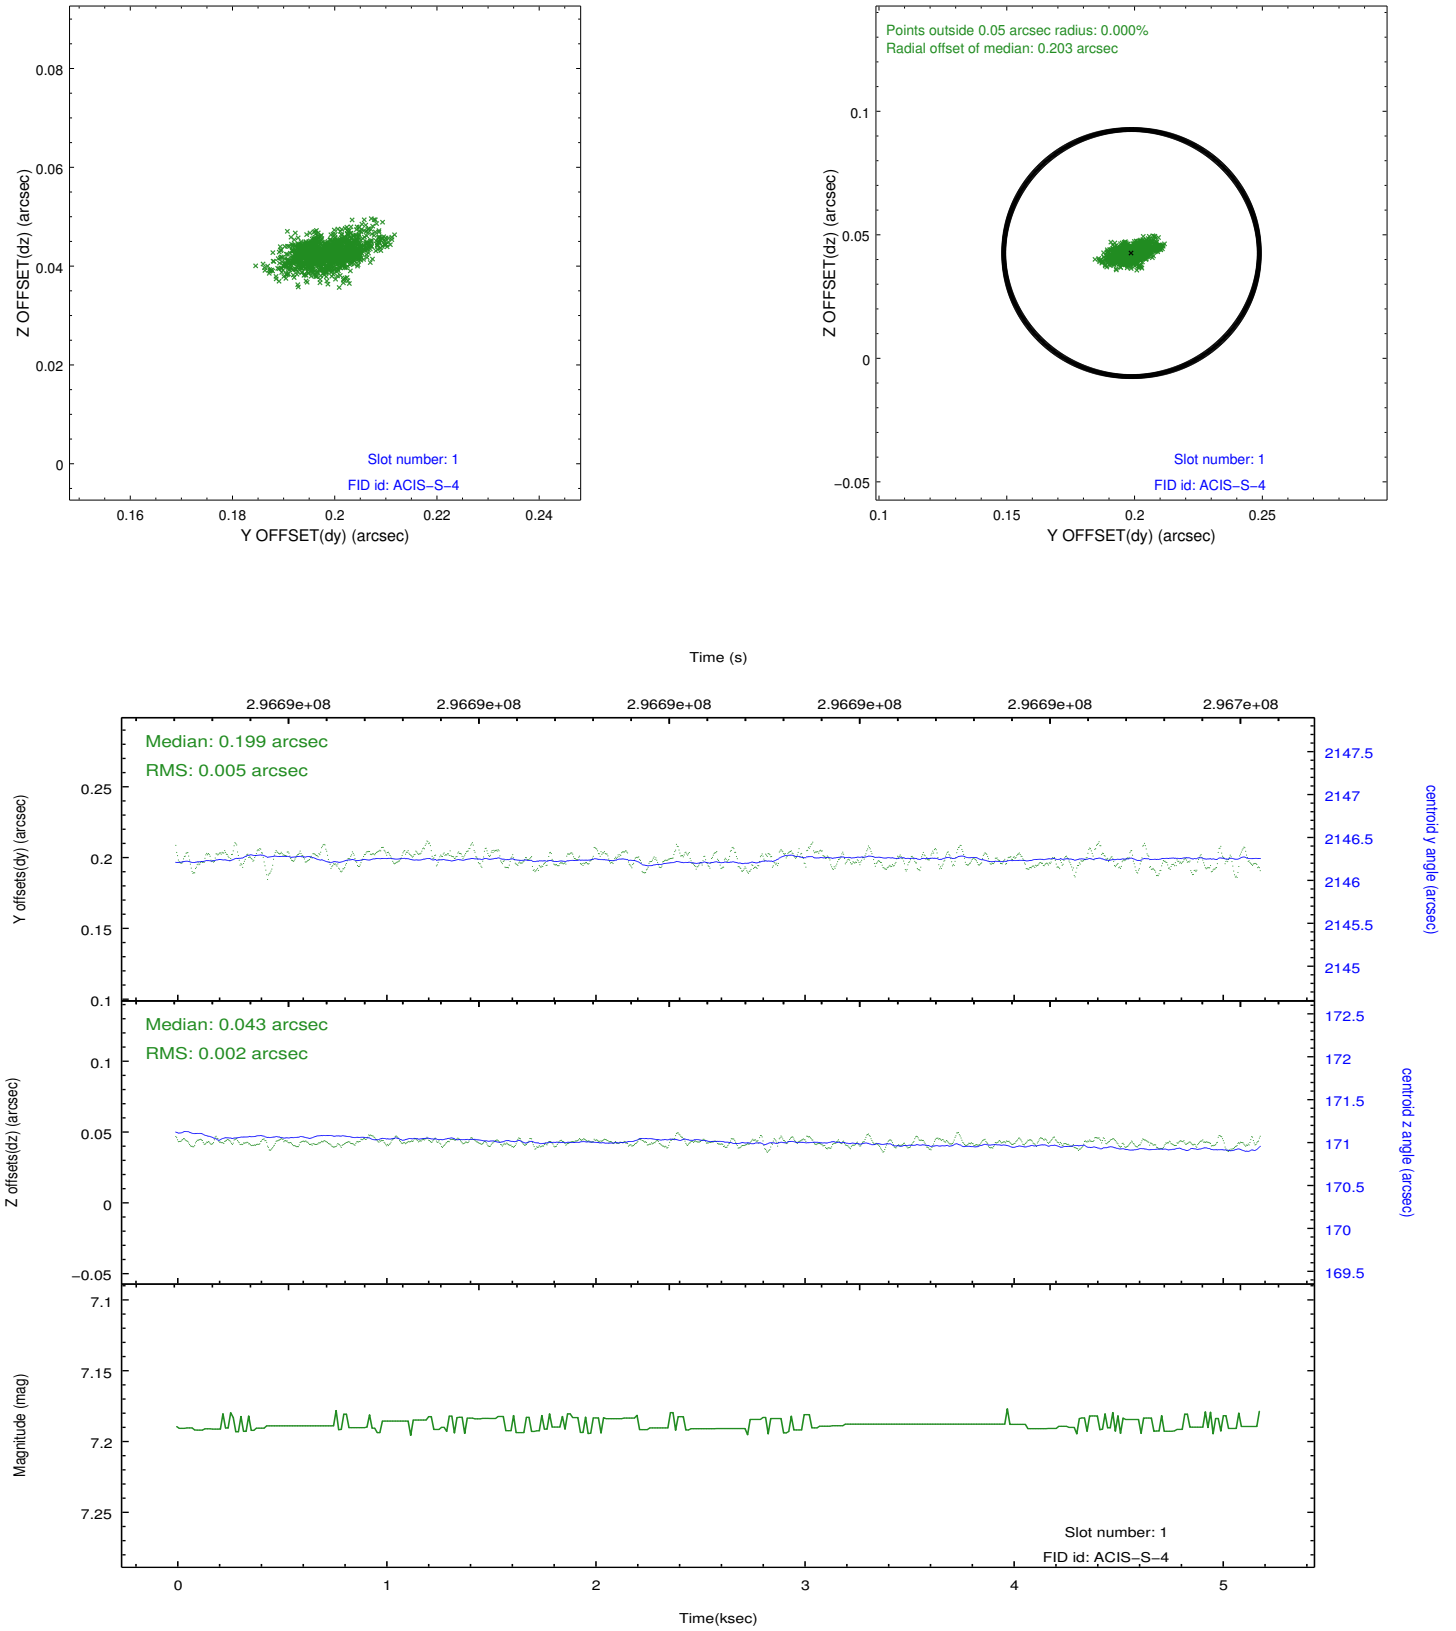 0.08
0.06
0.04
0.02
0
0.16
0.18
0.2
0.22
0.24
Z OFFSET(dz) (arcsec)
Y OFFSET(dy) (arcsec)
Slot number: 1
FID id: ACIS−S−4
Points outside 0.05 arcsec radius: 0.000%
Radial offset of median: 0.203 arcsec
0.1
0.05
0
−0.05
0.1
0.15
0.2
0.25
Z OFFSET(dz) (arcsec)
Y OFFSET(dy) (arcsec)
Slot number: 1
FID id: ACIS−S−4
Time (s)
2.9669e+08
2.9669e+08
2.9669e+08
2.9669e+08
2.9669e+08
2.967e+08
Median: 0.199 arcsec
RMS: 0.005 arcsec
0.25
0.2
0.15
0.1
Y offsets(dy) (arcsec)
2147.5
2147
2146.5
2146
2145.5
2145
centroid y angle (arcsec)
Median: 0.043 arcsec
RMS: 0.002 arcsec
0.1
0.05
0
−0.05
Z offsets(dz) (arcsec)
172.5
172
171.5
171
170.5
170
169.5
centroid z angle (arcsec)
7.1
7.15
7.2
7.25
Magnitude (mag)
Slot number: 1
FID id: ACIS−S−4
0
1
2
3
4
5
Time(ksec)